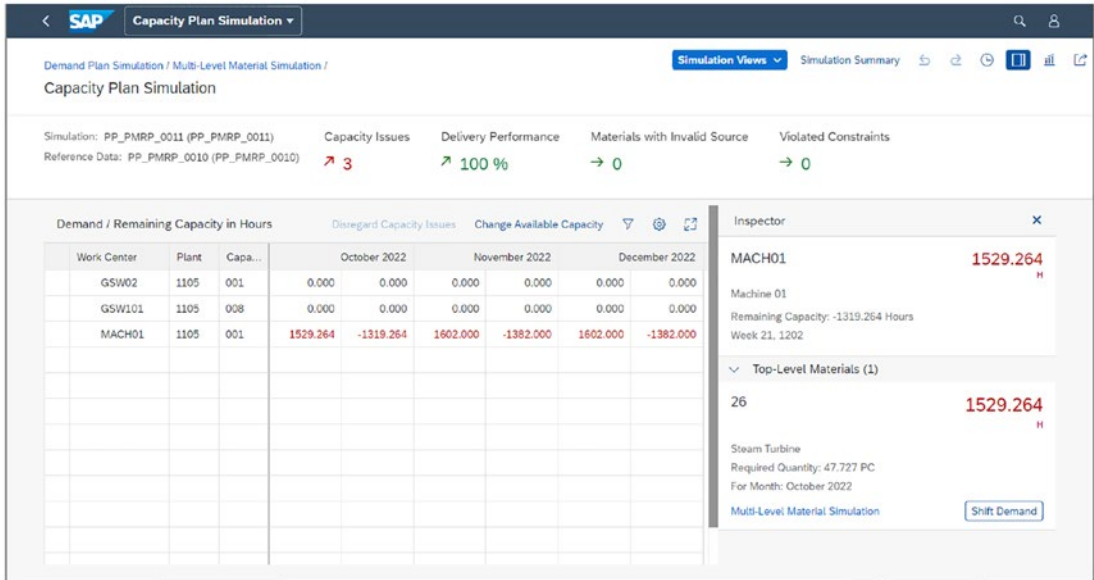 SAP Capacity Plan Simulation
Demand Plan Simulation / Multi-Level Material Simulation /
Simulation Views Simulation Summary
Capacity Plan Simulation
Simulation: PP_PMRP_0011 (PP_PMRP_0011)
Reference Data: PP_PMRP_0010 (PP_PMRP_0010)
Capacity Issues
3
Delivery Performance
100 %
Materials with Invalid Source
0
Violated Constraints
0
Demand / Remaining Capacity in Hours Disregard Capacity Issues Change Available Capacity
Work Center Plant Capa... October 2022 November 2022 December 2022
GSW02 1105 001 0.000 0.000 0.000 0.000 0.000 0.000
GSW101 1105 008 0.000 0.000 0.000 0.000 0.000 0.000
MACH01 1105 001 1529.264 -1319.264 1602.000 -1382.000 1602.000 -1382.000
Inspector
MACH01 1529.264
H
Machine 01
Remaining Capacity: -1319.264 Hours
Week 21, 1202
Top-Level Materials (1)
26 1529.264
H
Steam Turbine
Required Quantity: 47.727 PC
For Month: October 2022
Multi-Level Material Simulation Shift Demand